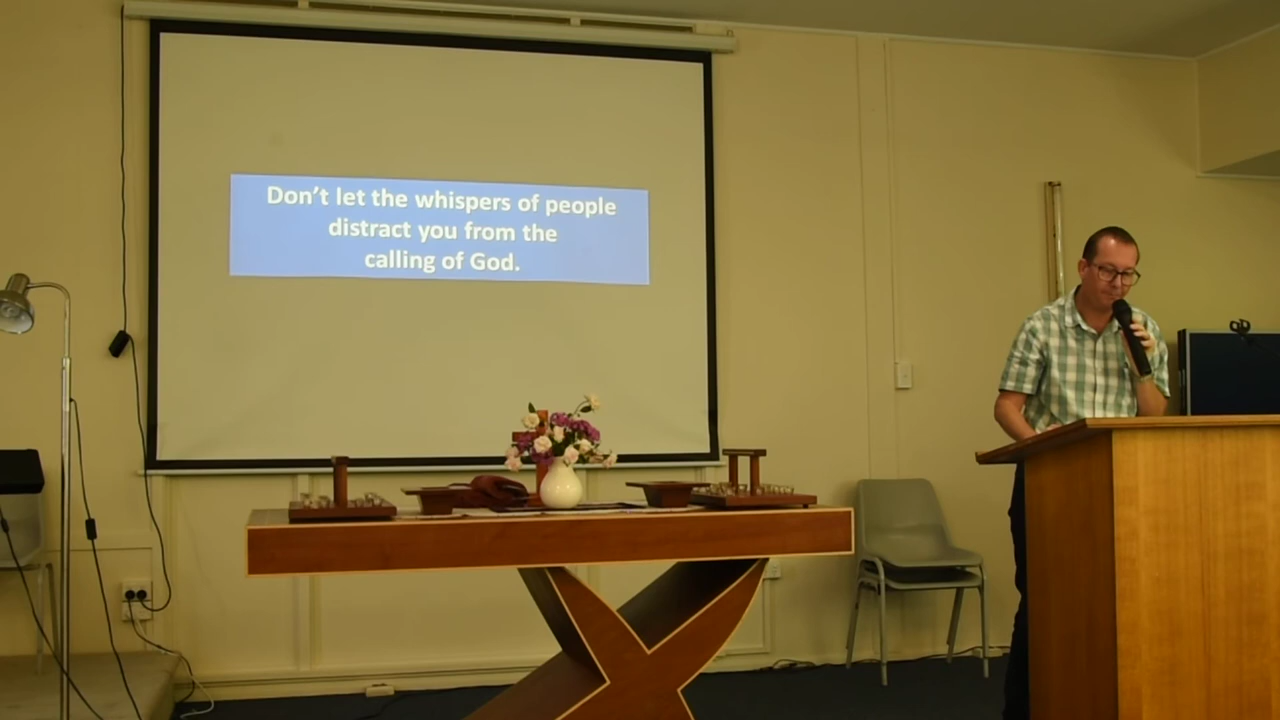 Don’t let the whispers of people
distract you from the
calling of God.